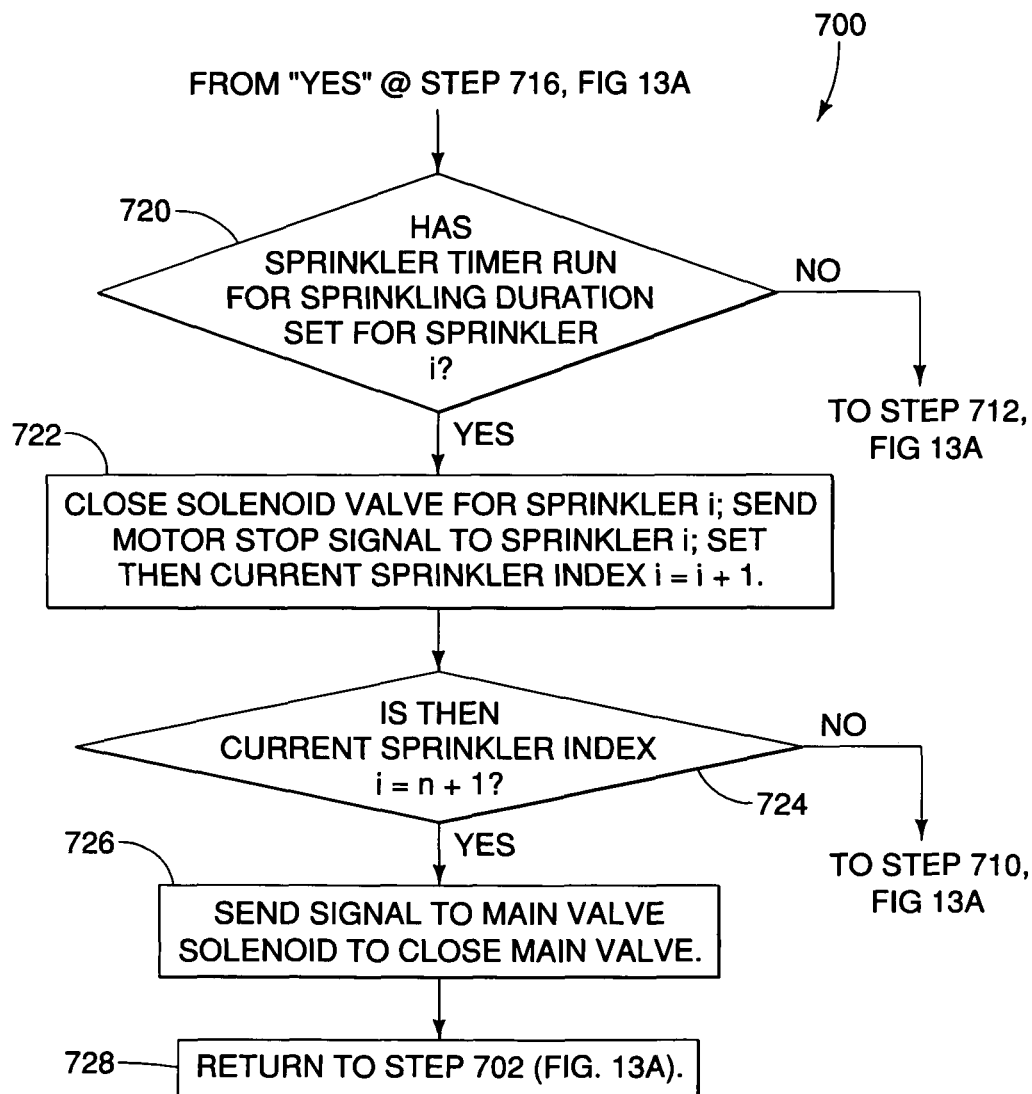 700
FROM "YES" @ STEP 716, FIG 13A
720
HAS
SPRINKLER TIMER RUN
FOR SPRINKLING DURATION
SET FOR SPRINKLER
i?
NO
TO STEP 712,
FIG 13A
YES
722
CLOSE SOLENOID VALVE FOR SPRINKLER i; SEND
MOTOR STOP SIGNAL TO SPRINKLER i; SET
THEN CURRENT SPRINKLER INDEX i = i + 1.
IS THEN
CURRENT SPRINKLER INDEX
i = n + 1?
NO
724
TO STEP 710,
FIG 13A
YES
726
SEND SIGNAL TO MAIN VALVE
SOLENOID TO CLOSE MAIN VALVE.
728
RETURN TO STEP 702 (FIG. 13A).